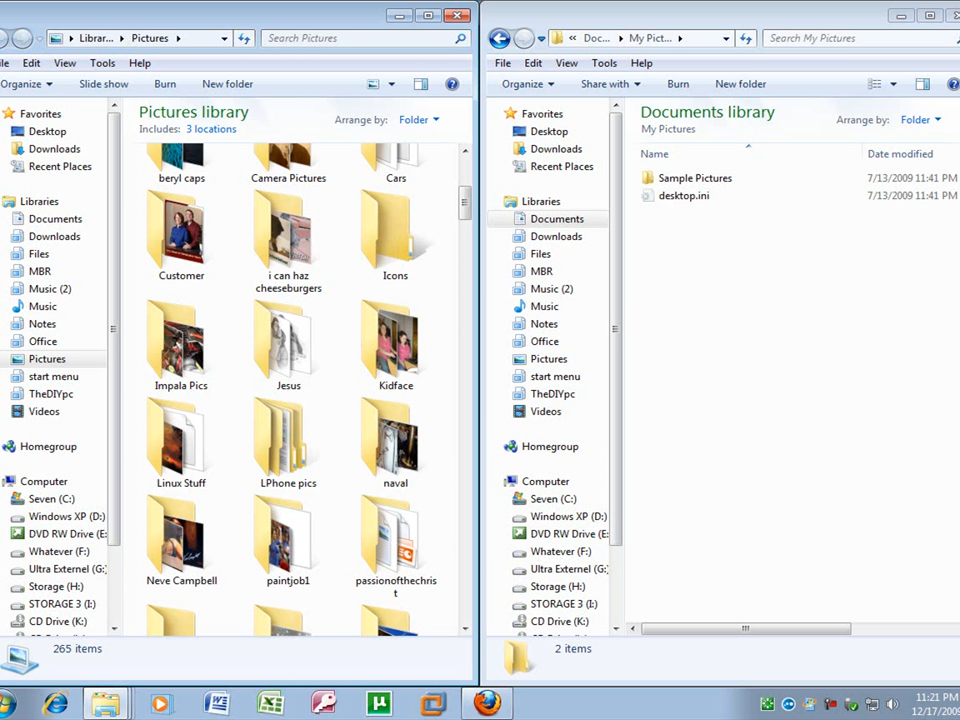 Librar... Pictures
Search Pictures
ile Edit View Tools Help
Organize Slide show Burn New folder
Favorites
Desktop
Downloads
Recent Places
Libraries
Documents
Downloads
Files
MBR
Music (2)
Music
Notes
Office
Pictures
start menu
TheDIYpc
Videos
Homegroup
Computer
Seven (C:)
Windows XP (D:)
DVD RW Drive (E:
Whatever (F:)
Ultra Externel (G:
Storage (H:)
STORAGE 3 (I:)
CD Drive (K:)
Pictures library
Includes: 3 locations
Arrange by: Folder
beryl caps
Camera Pictures
Cars
Customer
i can haz
cheeseburgers
Icons
Impala Pics
Jesus
Kidface
Linux Stuff
LPhone pics
naval
Neve Campbell
paintjob1
passionofthechris
t
265 items
« Doc... My Pict...
Search My Pictures
File Edit View Tools Help
Organize Share with Burn New folder
Favorites
Desktop
Downloads
Recent Places
Libraries
Documents
Downloads
Files
MBR
Music (2)
Music
Notes
Office
Pictures
start menu
TheDIYpc
Videos
Homegroup
Computer
Seven (C:)
Windows XP (D:)
DVD RW Drive (E:
Whatever (F:)
Ultra Externel (G:
Storage (H:)
STORAGE 3 (I:)
CD Drive (K:)
Documents library
My Pictures
Arrange by: Folder
Name Date modified
Sample Pictures 7/13/2009 11:41 PM
desktop.ini 7/13/2009 11:41 PM
2 items
11:21 PM
12/17/2009